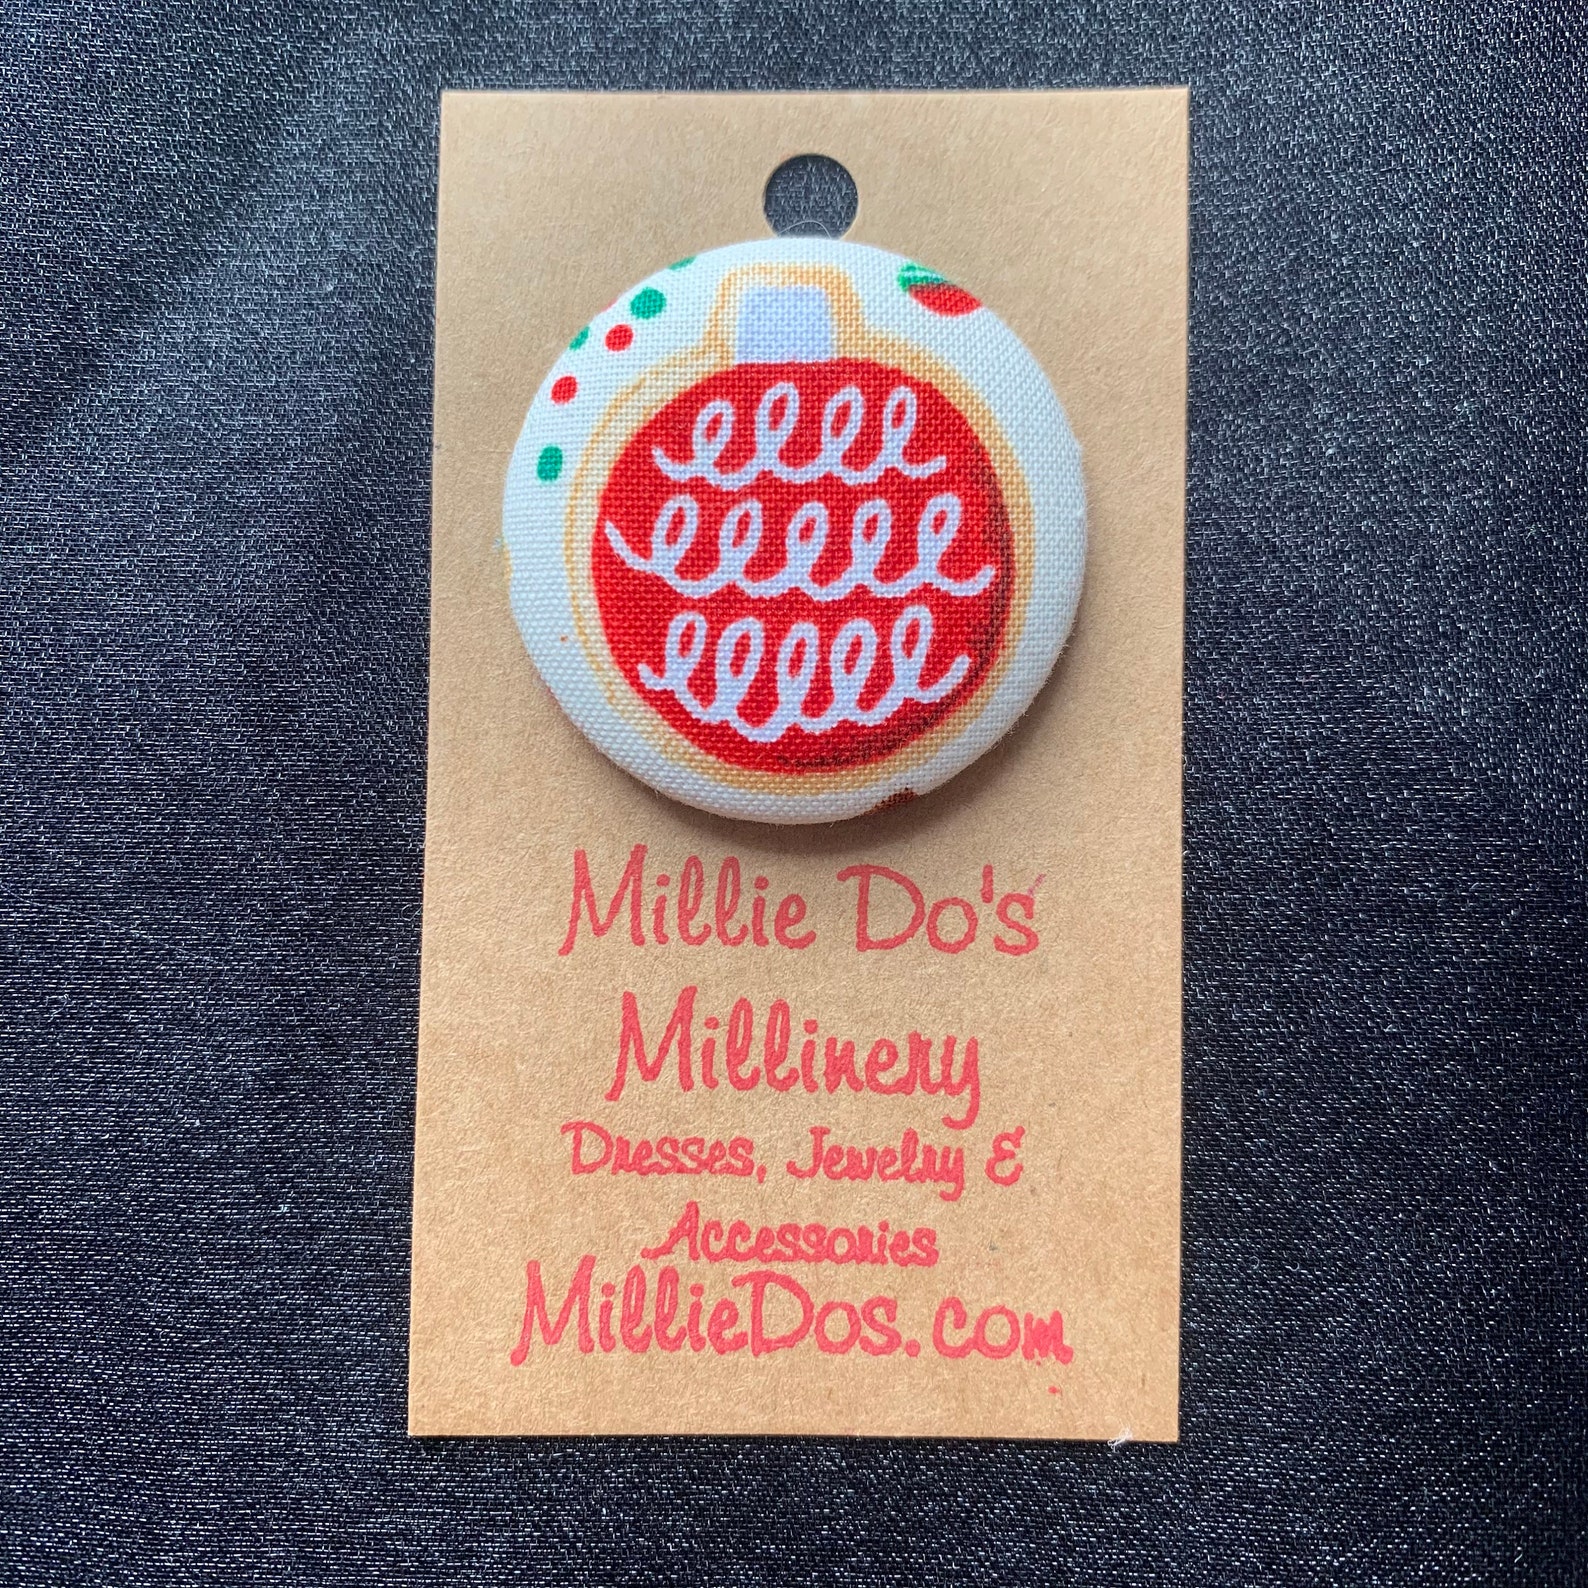 Millie Do's
Millinery
Dresses, Jewelry &
Accessories
MillieDos.com